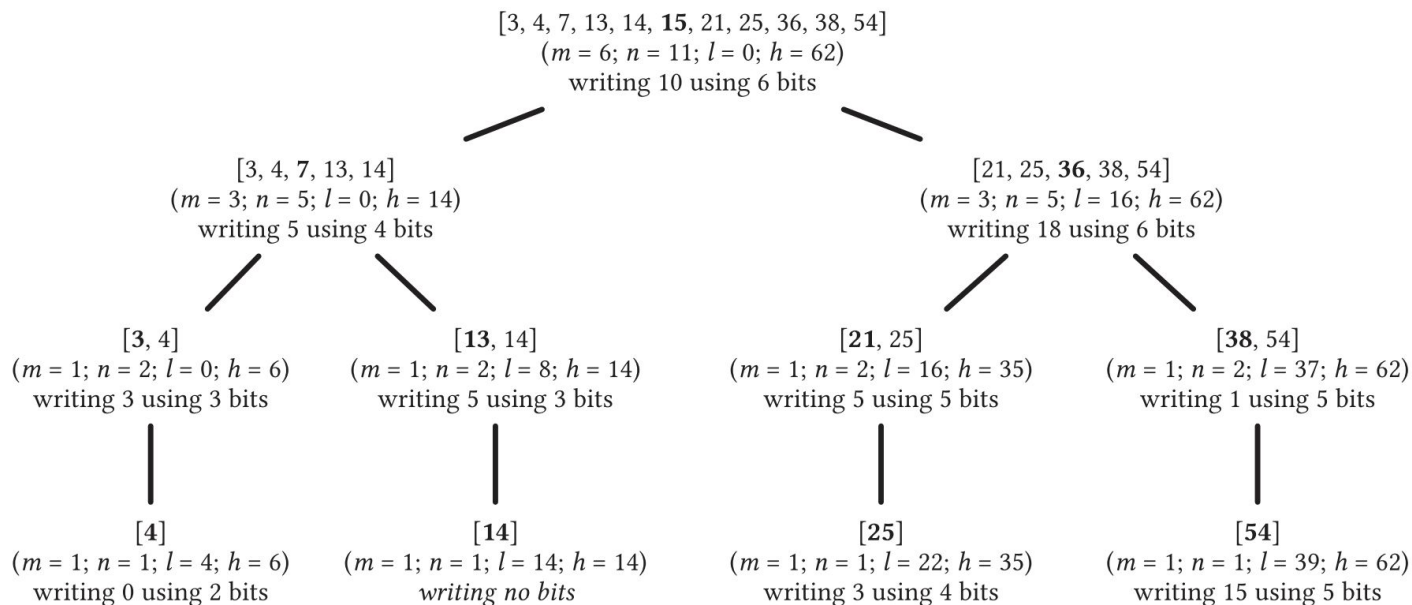 [3, 4, 7, 13, 14, 15, 21, 25, 36, 38, 54]
(m = 6; n = 11; l = 0; h = 62)
writing 10 using 6 bits
[3, 4, 7, 13, 14]
(m = 3; n = 5; l = 0; h = 14)
writing 5 using 4 bits
[21, 25, 36, 38, 54]
(m = 3; n = 5; l = 16; h = 62)
writing 18 using 6 bits
[3, 4]
(m = 1; n = 2; l = 0; h = 6)
writing 3 using 3 bits
[13, 14]
(m = 1; n = 2; l = 8; h = 14)
writing 5 using 3 bits
[21, 25]
(m = 1; n = 2; l = 16; h = 35)
writing 5 using 5 bits
[38, 54]
(m = 1; n = 2; l = 37; h = 62)
writing 1 using 5 bits
[4]
(m = 1; n = 1; l = 4; h = 6)
writing 0 using 2 bits
[14]
(m = 1; n = 1; l = 14; h = 14)
writing no bits
[25]
(m = 1; n = 1; l = 22; h = 35)
writing 3 using 4 bits
[54]
(m = 1; n = 1; l = 39; h = 62)
writing 15 using 5 bits